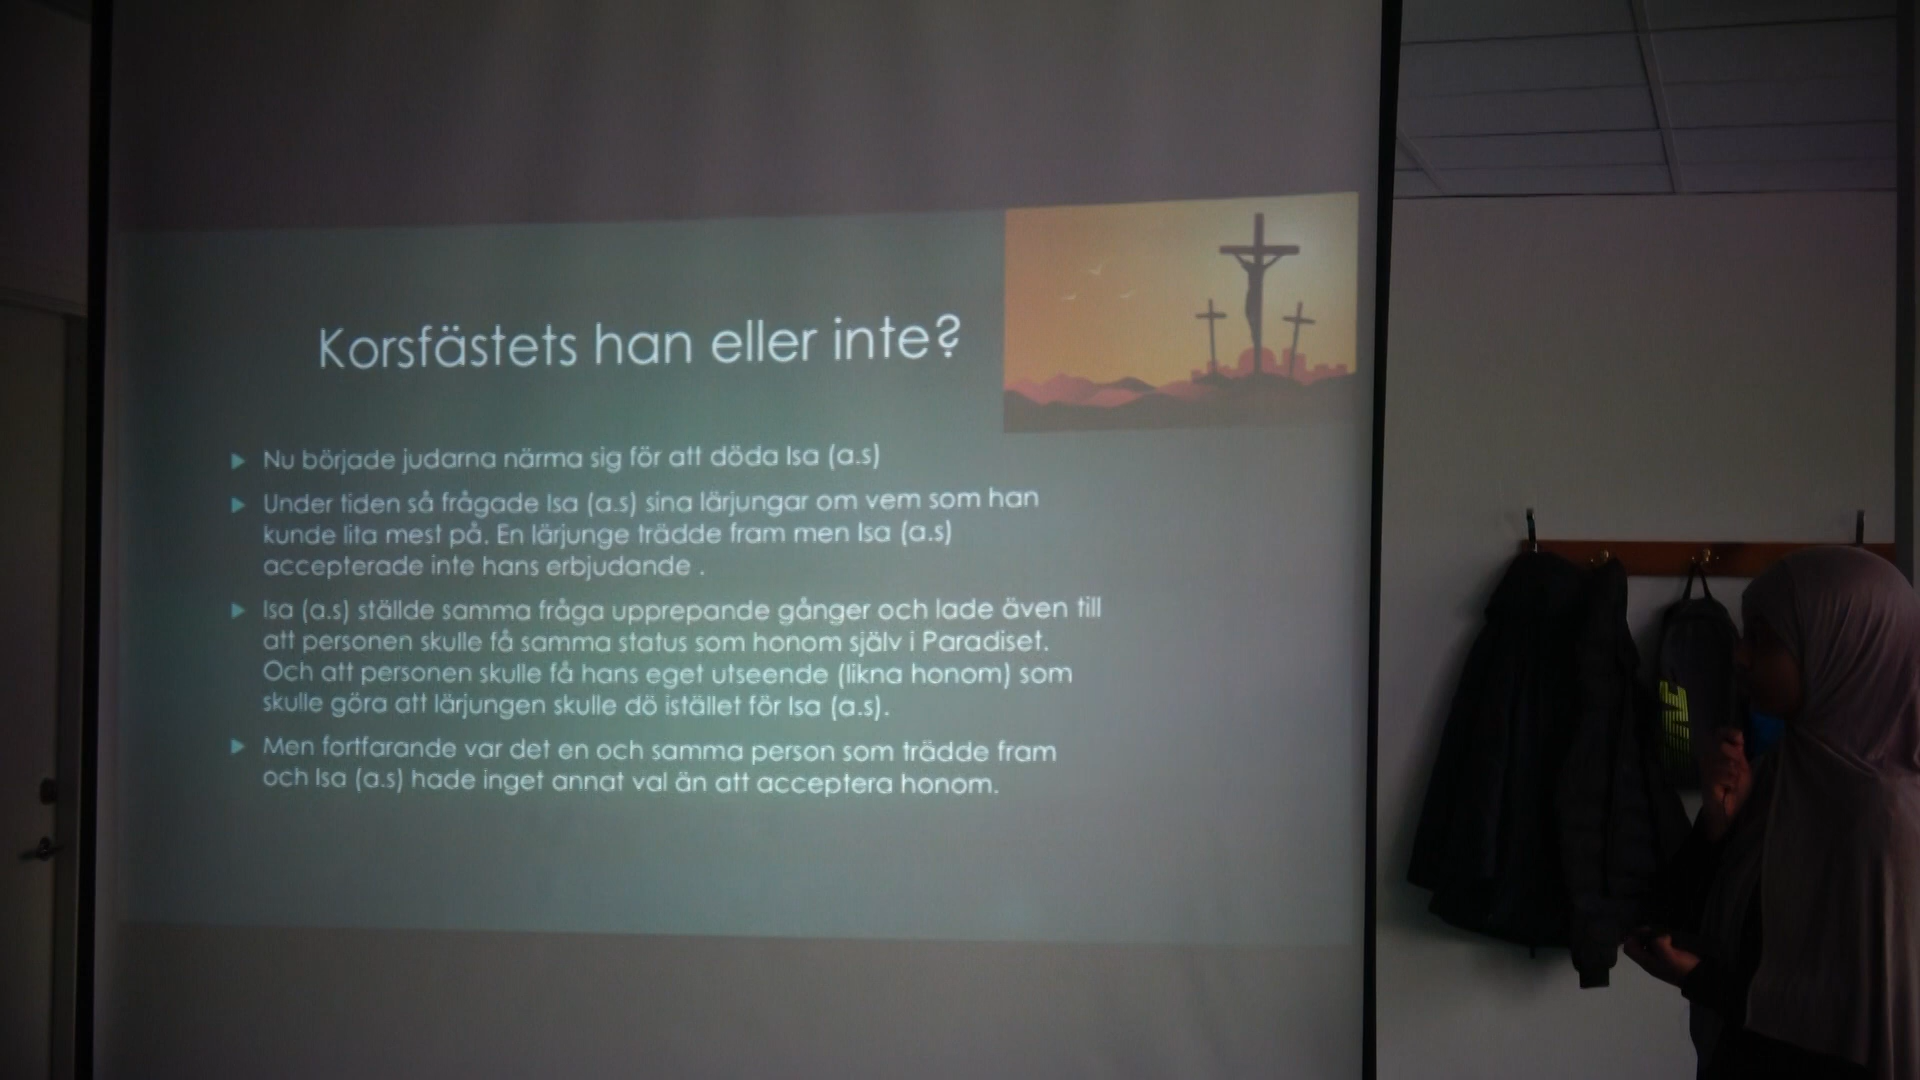 Korsfästets han eller inte?
Nu började judarna närma sig för att döda Isa (a.s)
Under tiden så frågade Isa (a.s) sina lärjungar om vem som han
kunde lita mest på. En lärjunge trädde fram men Isa (a.s)
accepterade inte hans erbjudande .
Isa (a.s) ställde samma fråga upprepande gånger och lade även till
att personen skulle få samma status som honom själv i Paradiset.
Och att personen skulle få hans eget utseende (likna honom) som
skulle göra att lärjungen skulle dö istället för Isa (a.s).
Men fortfarande var det en och samma person som trädde fram
och Isa (a.s) hade inget annat val än att acceptera honom.